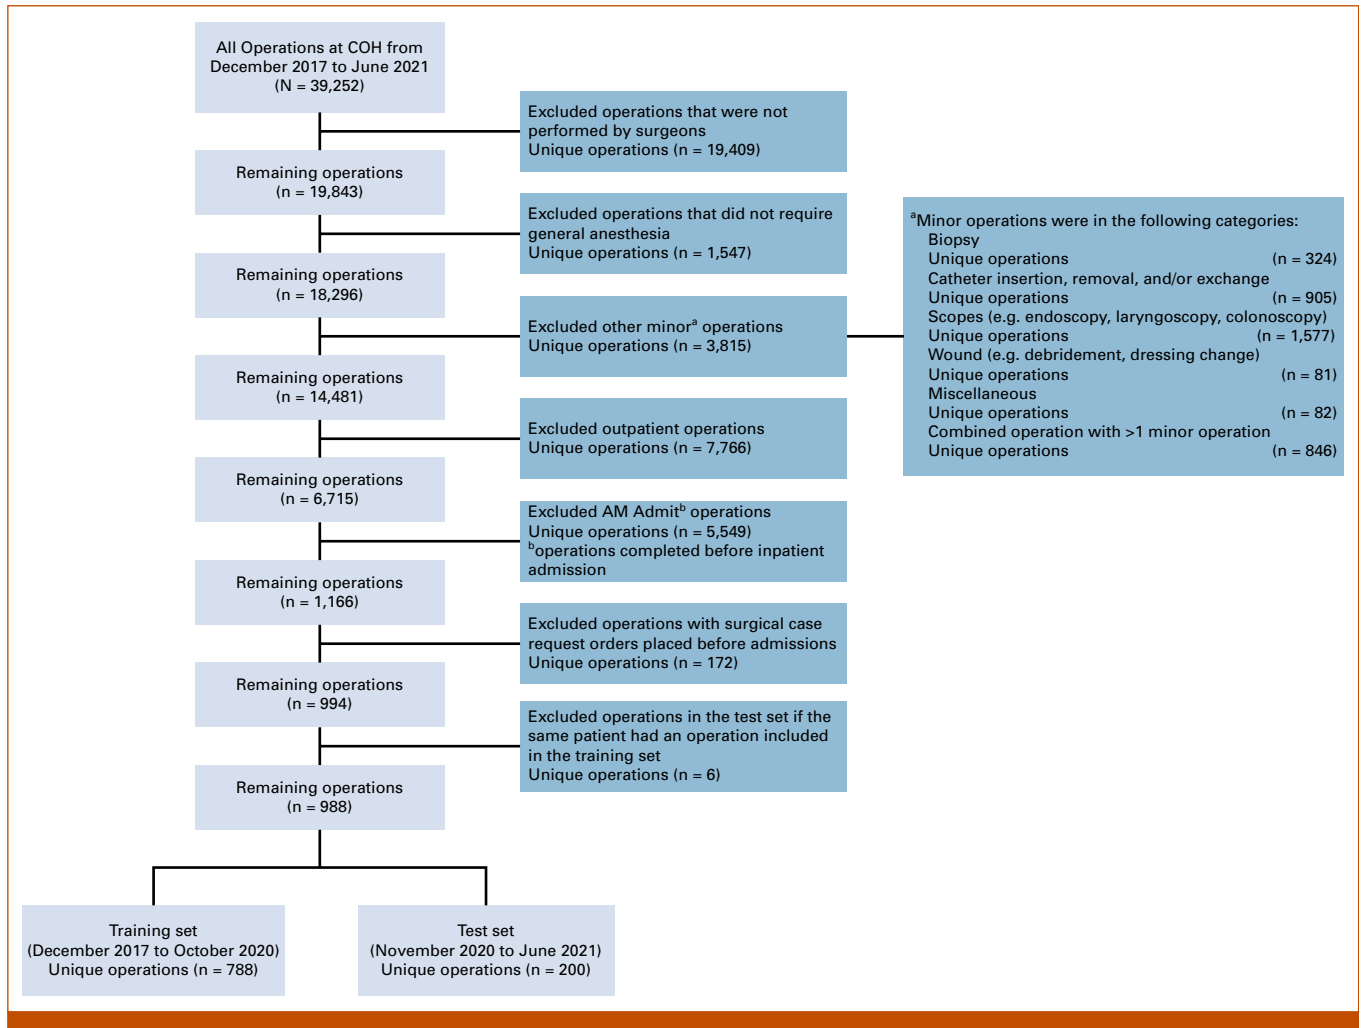 All Operations at COH from
December 2017 to June 2021
(N = 39,252)
Excluded operations that were not
performed by surgeons
Unique operations (n = 19,409)
Remaining operations
(n = 19,843)
Excluded operations that did not require
general anesthesia
Unique operations (n = 1,547)
Remaining operations
(n = 18,296)
Excluded other minorᵃ operations
Unique operations (n = 3,815)
ᵃMinor operations were in the following categories:
Biopsy
Unique operations (n = 324)
Catheter insertion, removal, and/or exchange
Unique operations (n = 905)
Scopes (e.g. endoscopy, laryngoscopy, colonoscopy)
Unique operations (n = 1,577)
Wound (e.g. debridement, dressing change)
Unique operations (n = 81)
Miscellaneous
Unique operations (n = 82)
Combined operation with >1 minor operation
Unique operations (n = 846)
Remaining operations
(n = 14,481)
Excluded outpatient operations
Unique operations (n = 7,766)
Remaining operations
(n = 6,715)
Excluded AM Admitᵇ operations
Unique operations (n = 5,549)
ᵇoperations completed before inpatient
admission
Remaining operations
(n = 1,166)
Excluded operations with surgical case
request orders placed before admissions
Unique operations (n = 172)
Remaining operations
(n = 994)
Excluded operations in the test set if the
same patient had an operation included
in the training set
Unique operations (n = 6)
Remaining operations
(n = 988)
Training set
(December 2017 to October 2020)
Unique operations (n = 788)
Test set
(November 2020 to June 2021)
Unique operations (n = 200)